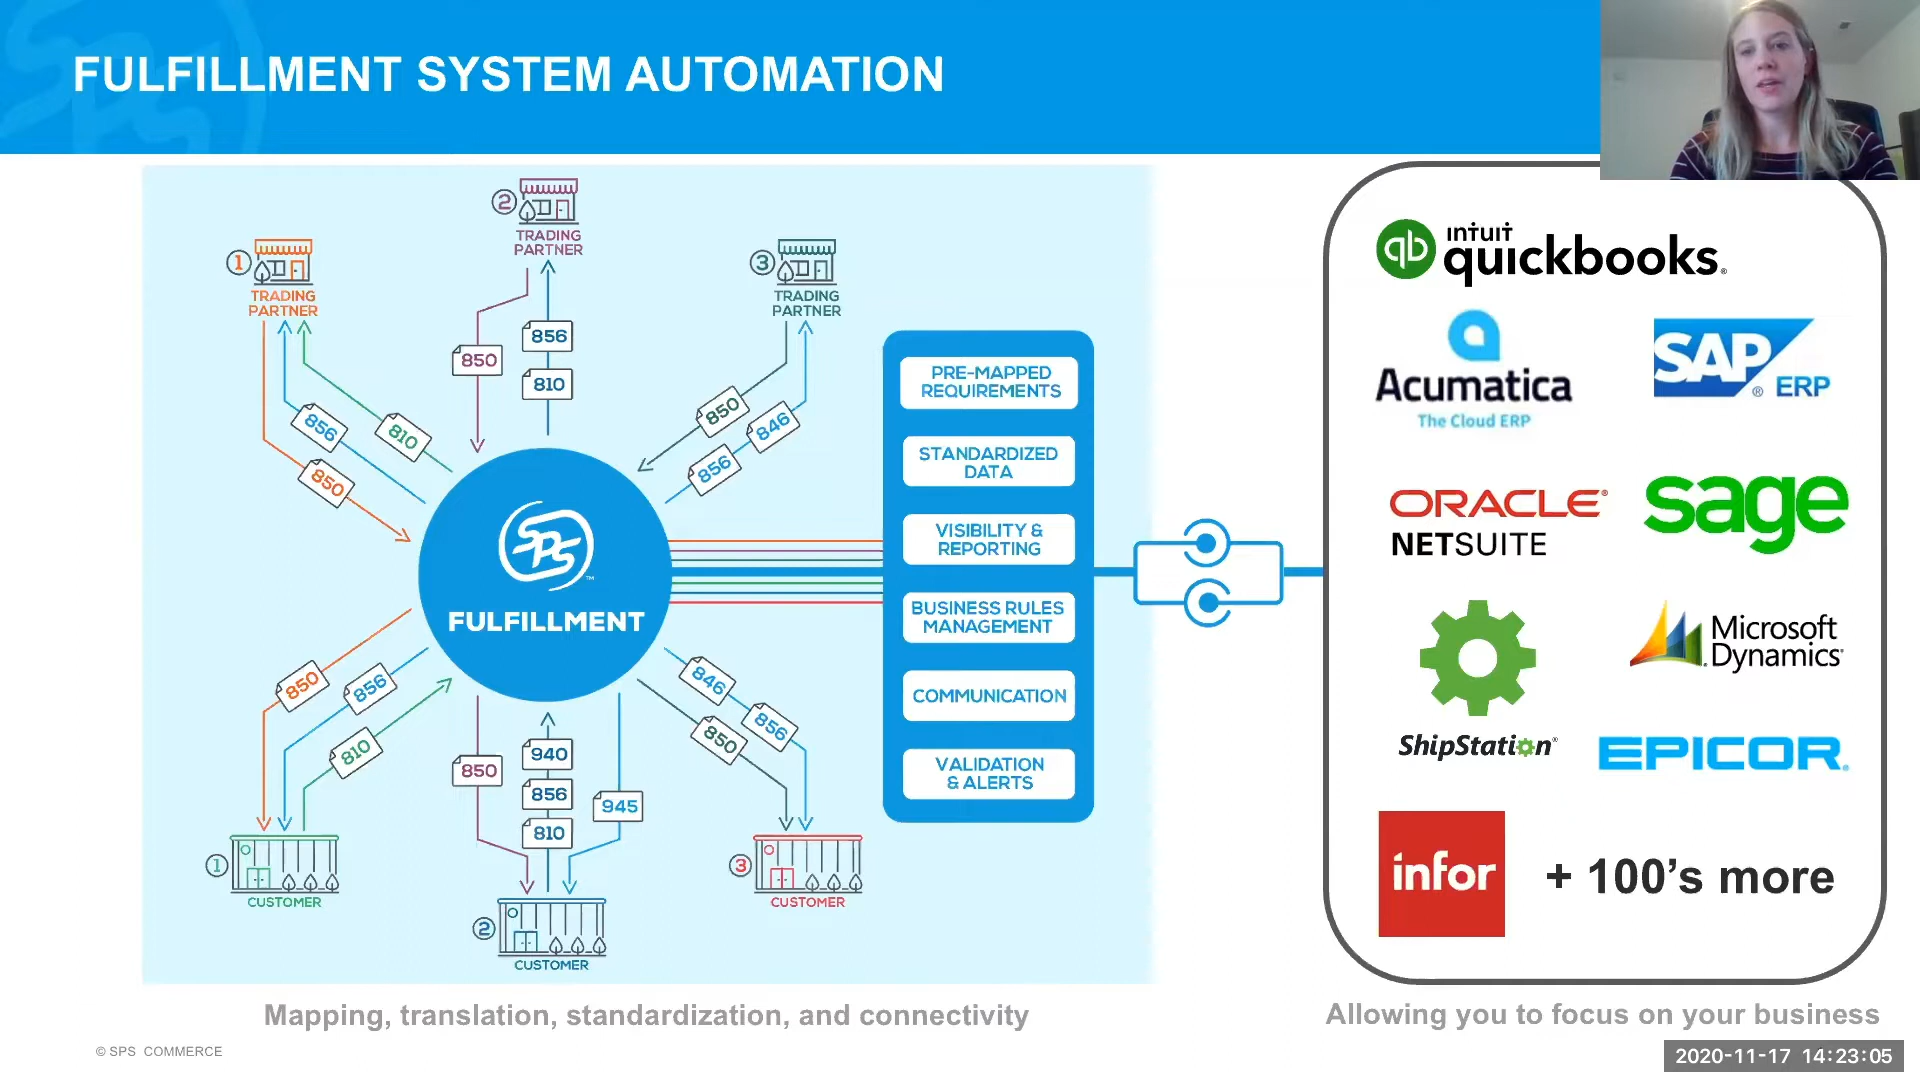 FULFILLMENT SYSTEM AUTOMATION
2
TRADING
PARTNER
1
TRADING
PARTNER
3
TRADING
PARTNER
856
850
810
850
846
856
810
856
850
SPS
™
FULFILLMENT
PRE-MAPPED
REQUIREMENTS
STANDARDIZED
DATA
VISIBILITY &
REPORTING
BUSINESS RULES
MANAGEMENT
COMMUNICATION
VALIDATION
& ALERTS
850
856
810
850
940
856
810
945
846
856
850
1
CUSTOMER
2
CUSTOMER
3
CUSTOMER
qb intuit
quickbooks.
Acumatica
The Cloud ERP
SAP® ERP
ORACLE®
NETSUITE
sage
ShipStation®
Microsoft
Dynamics®
EPICOR®
infor
+ 100’s more
Mapping, translation, standardization, and connectivity
Allowing you to focus on your business
© SPS COMMERCE
2020-11-17 14:23:05